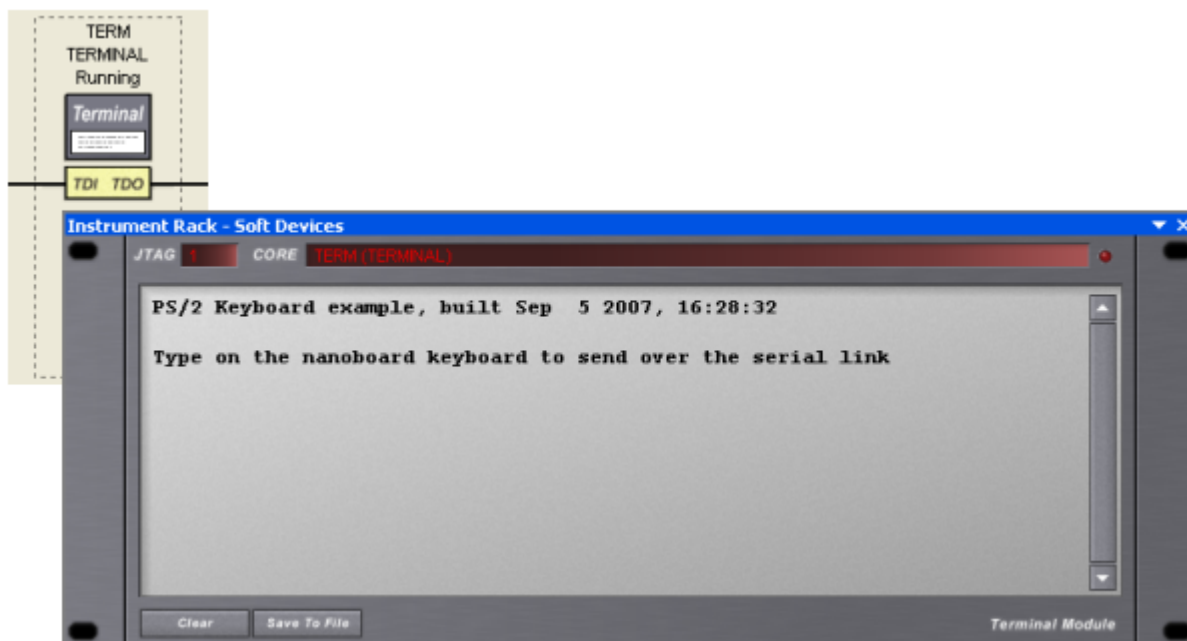 TERM
TERMINAL
Running
Terminal
TDI TDO
Instrument Rack - Soft Devices
JTAG 1 CORE TERM (TERMINAL)
PS/2 Keyboard example, built Sep  5 2007, 16:28:32
Type on the nanoboard keyboard to send over the serial link
Clear Save To File Terminal Module